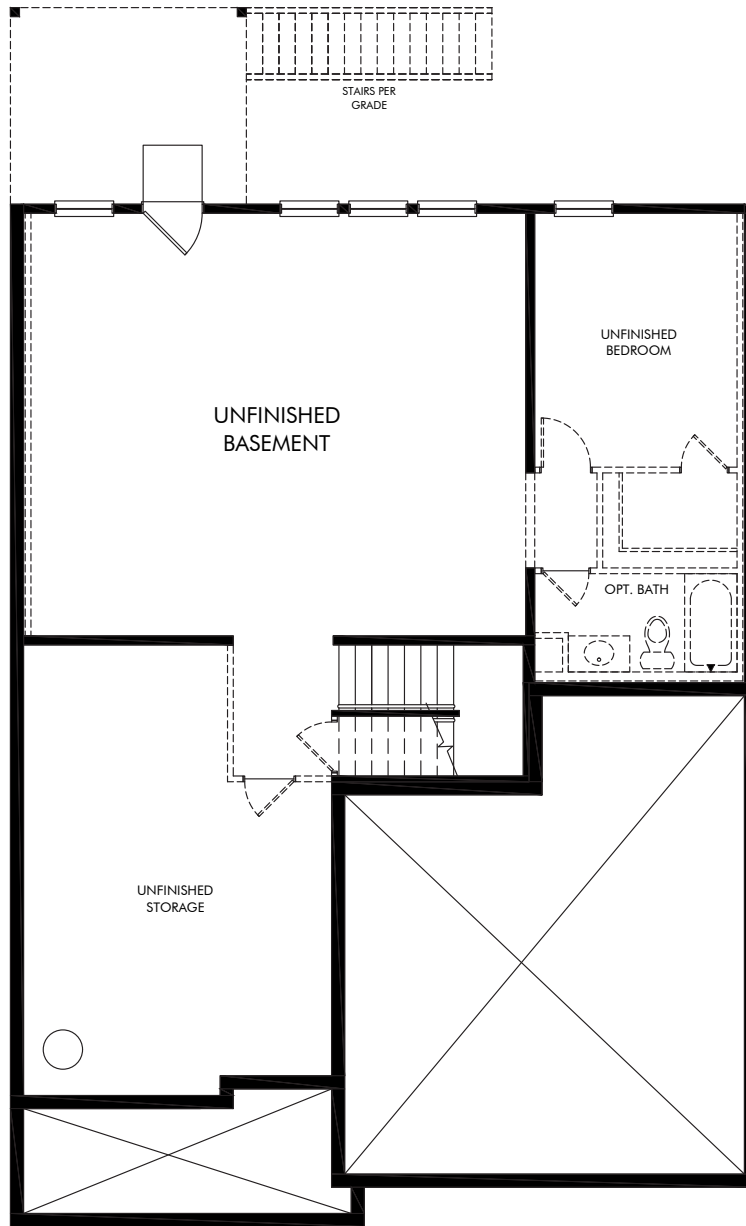 STAIRS PER
GRADE
UNFINISHED
BEDROOM
UNFINISHED
BASEMENT
OPT. BATH
UNFINISHED
STORAGE